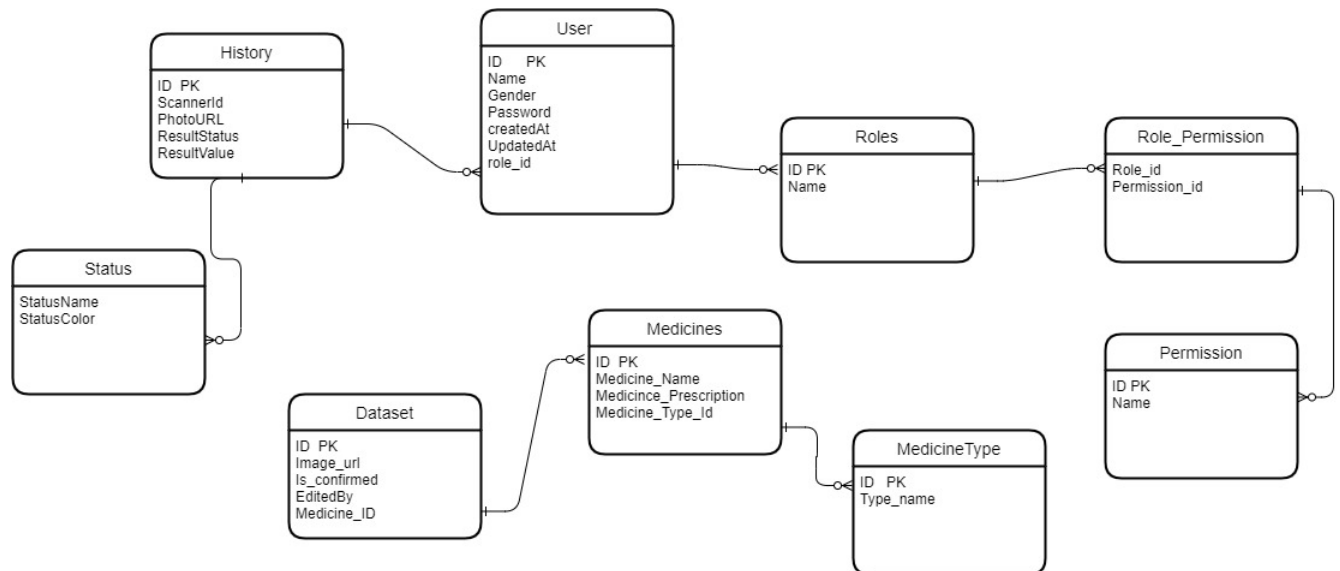 History
ID PK
ScannerId
PhotoURL
ResultStatus
ResultValue
User
ID PK
Name
Gender
Password
createdAt
UpdatedAt
role_id
Roles
ID PK
Name
Role_Permission
Role_id
Permission_id
Status
StatusName
StatusColor
Medicines
ID PK
Medicine_Name
Medicince_Prescription
Medicine_Type_Id
Permission
ID PK
Name
Dataset
ID PK
Image_url
Is_confirmed
EditedBy
Medicine_ID
MedicineType
ID PK
Type_name